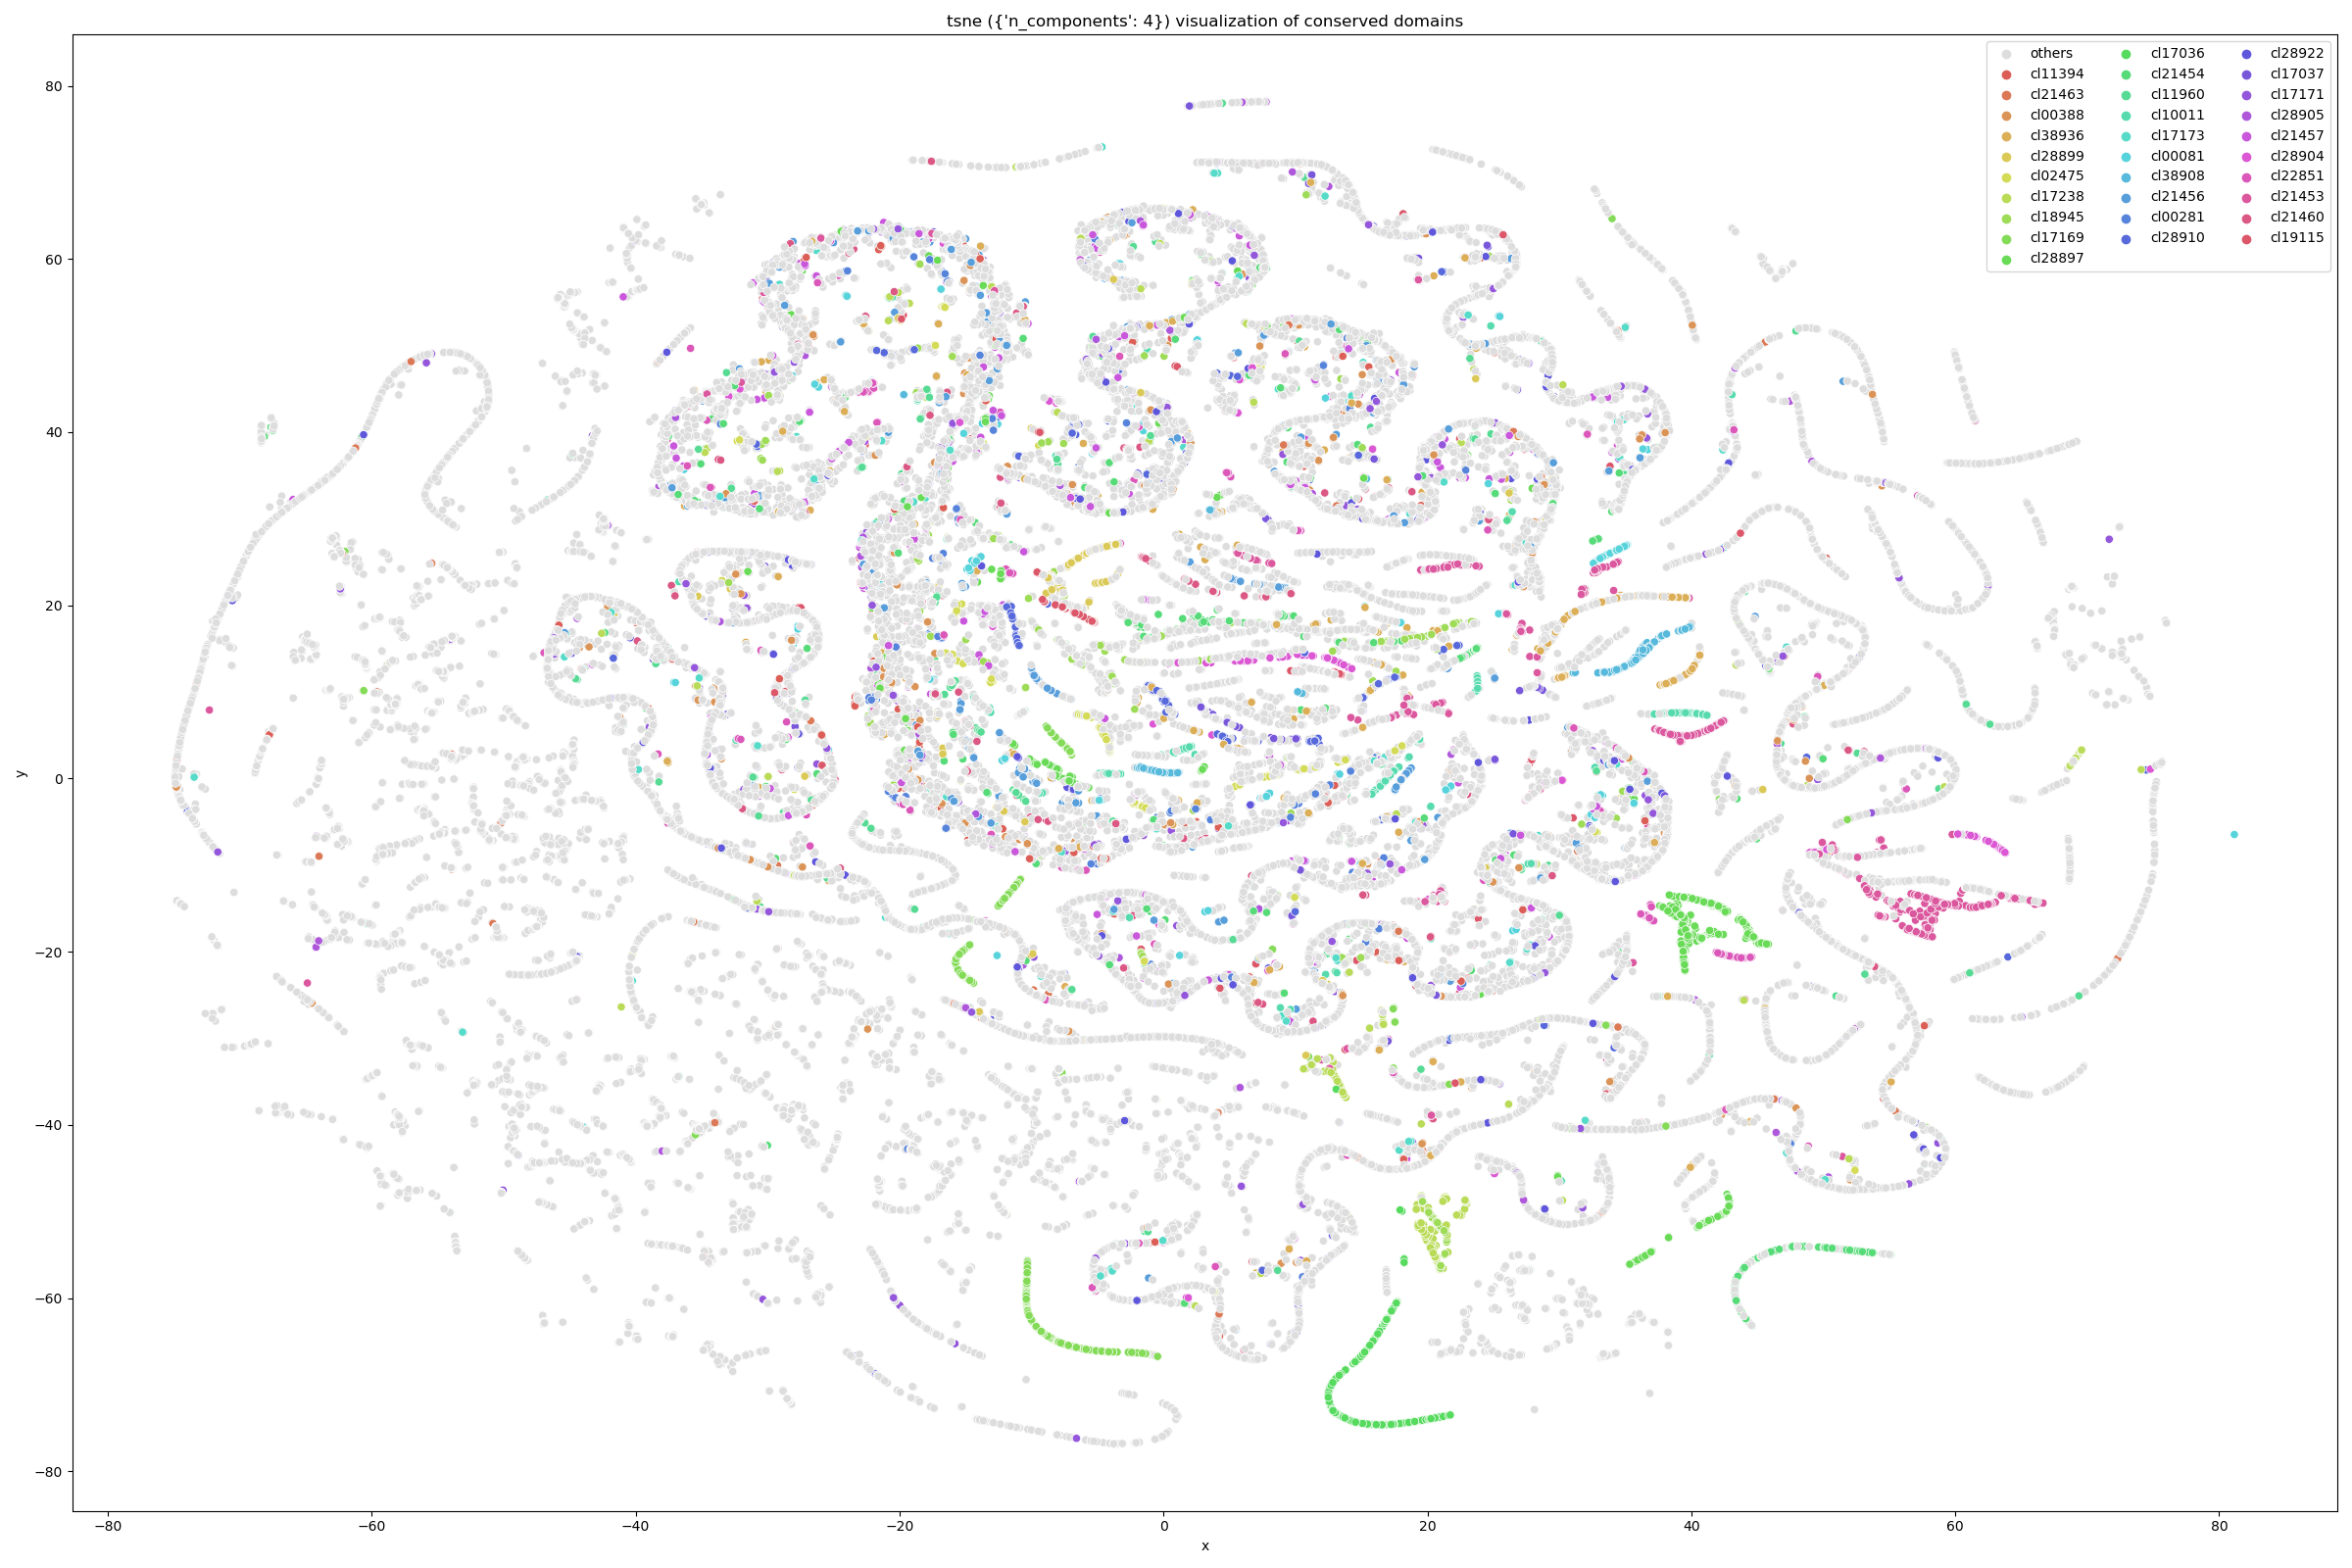 tsne ({'n_components': 4}) visualization of conserved domains
others cl17036 cl28922
cl11394 cl21454 cl17037
cl21463 cl11960 cl17171
cl00388 cl10011 cl28905
cl38936 cl17173 cl21457
cl28899 cl00081 cl28904
cl02475 cl38908 cl22851
cl17238 cl21456 cl21453
cl18945 cl00281 cl21460
cl17169 cl28910 cl19115
cl28897
80
60
40
20
0
−20
−40
−60
−80
y
−80 −60 −40 −20 0 20 40 60 80
x